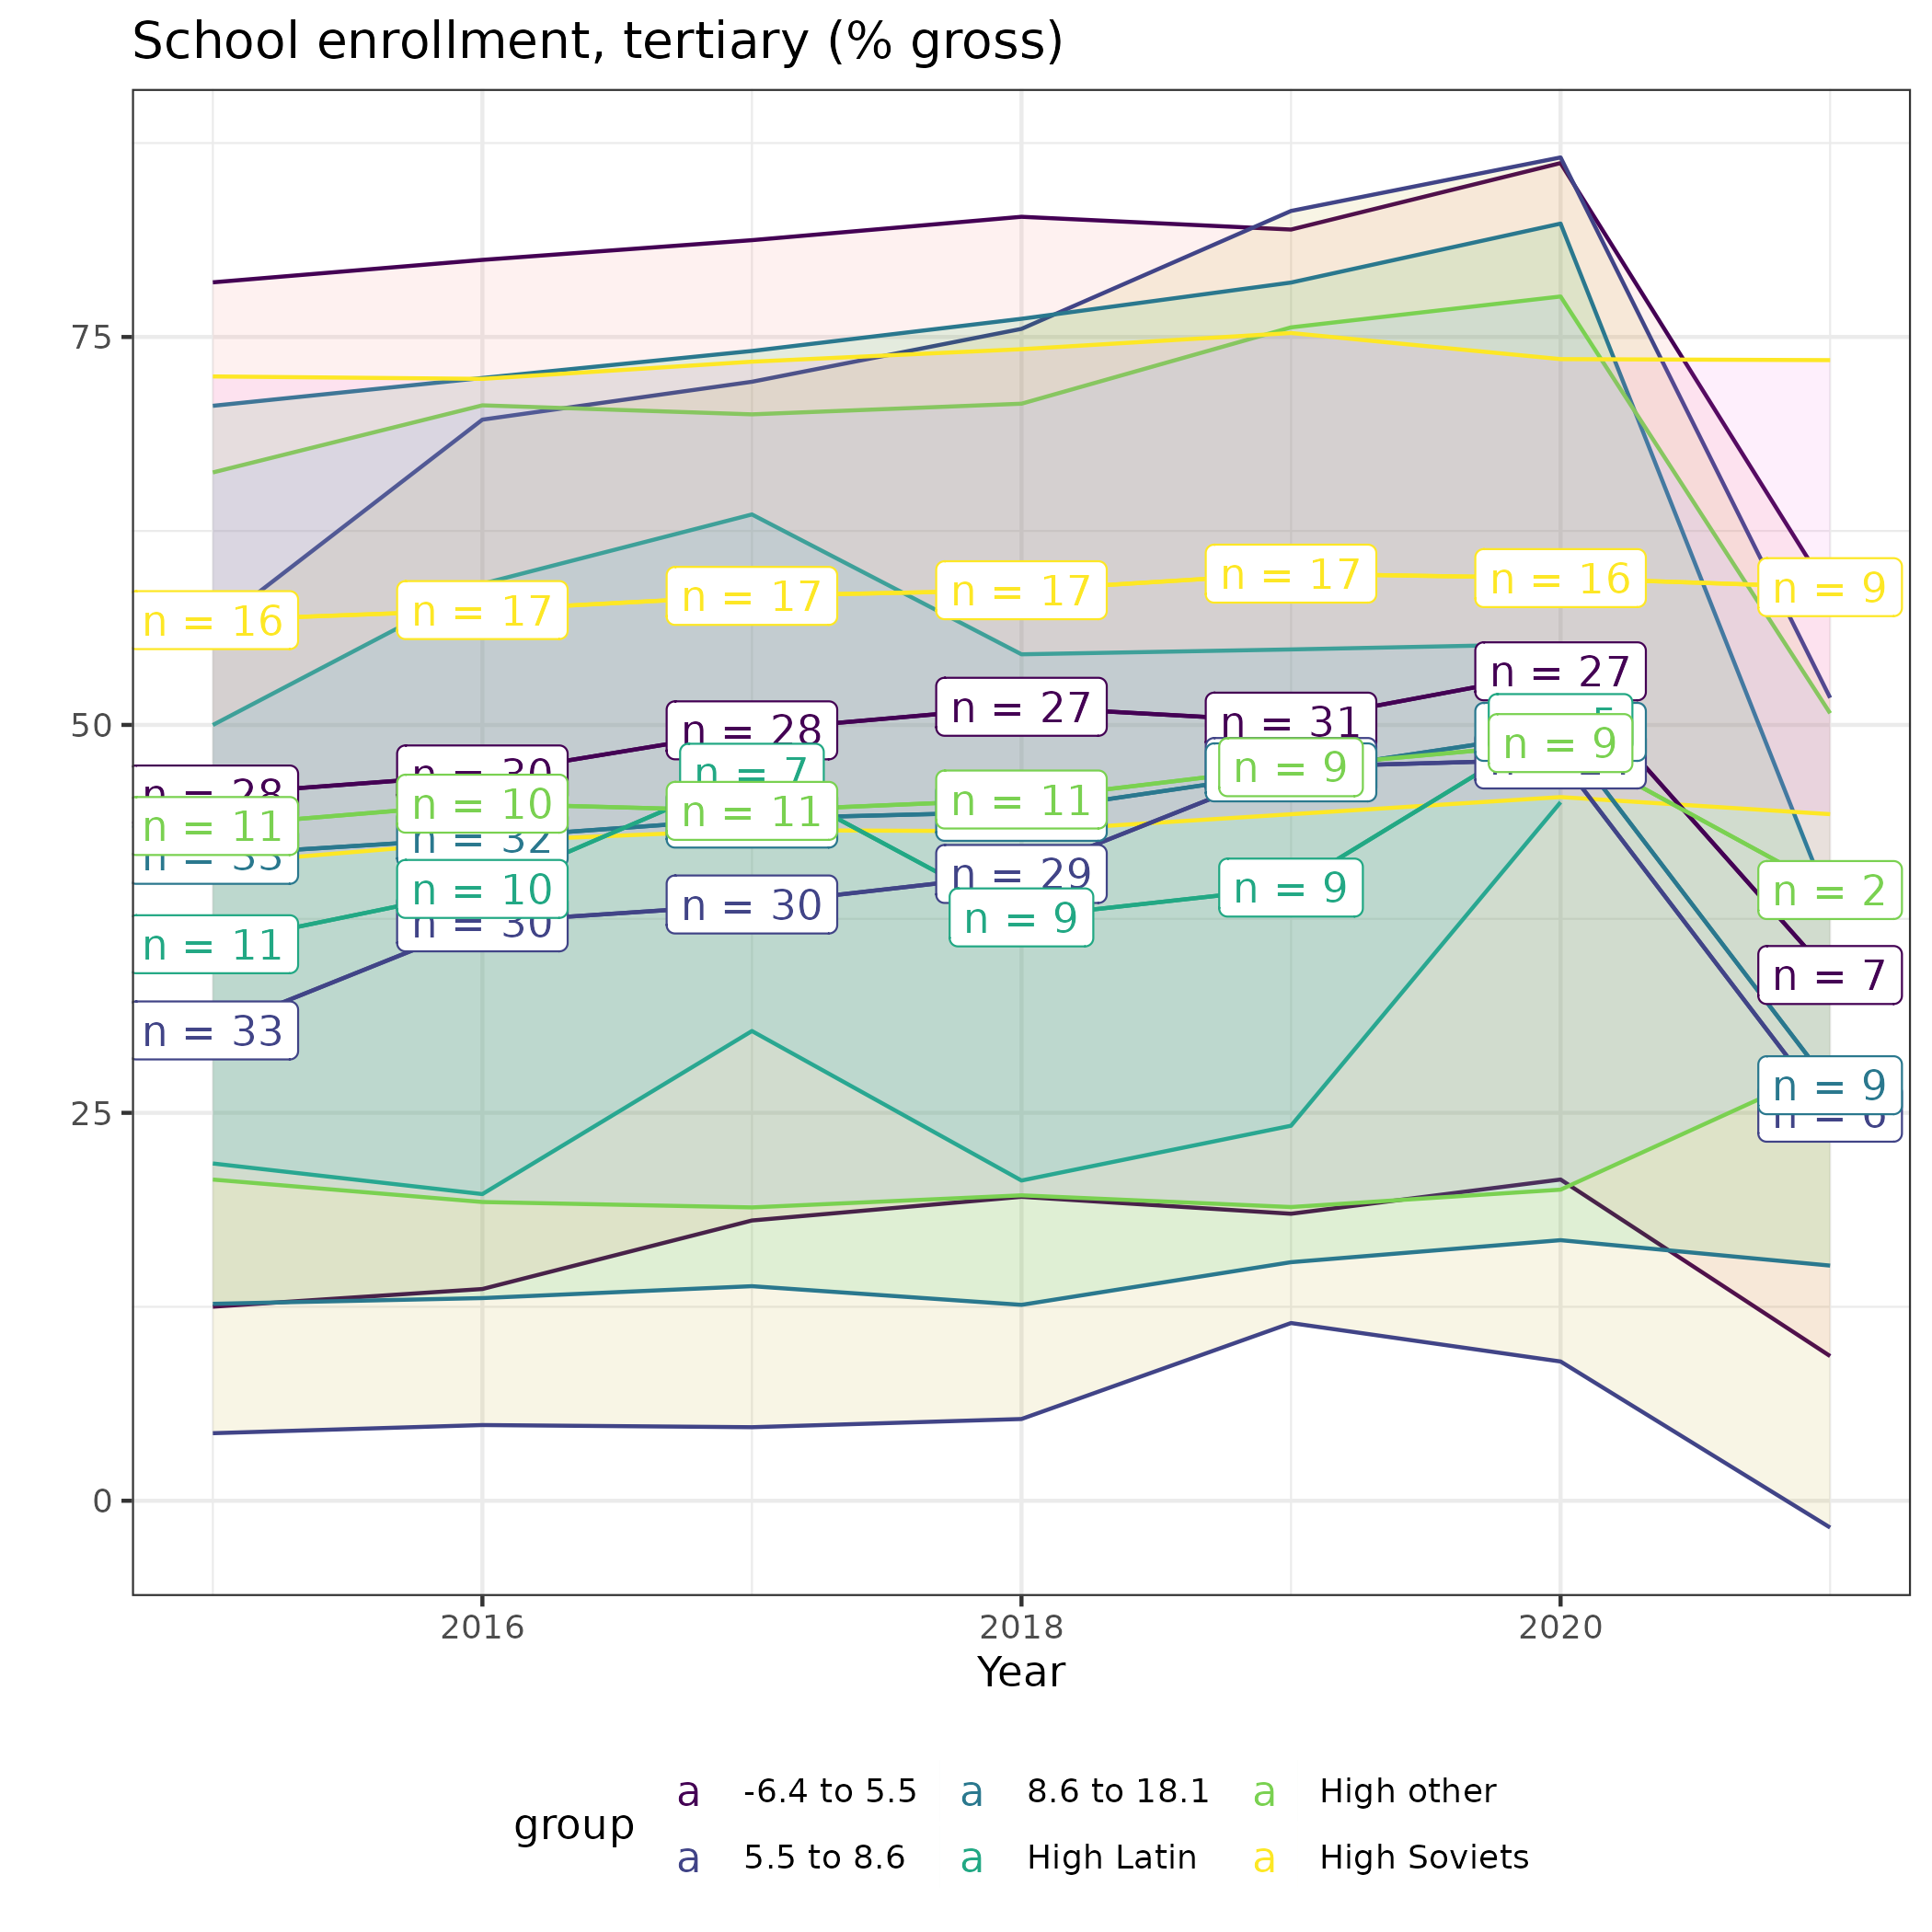 School enrollment, tertiary (% gross)
75
50
25
0
n = 16
n = 17
n = 17
n = 17
n = 17
n = 16
n = 9
n = 28
n = 30
n = 28
n = 27
n = 31
n = 27
n = 7
n = 11
n = 10
n = 11
n = 11
n = 9
n = 9
n = 2
n = 33
n = 32
n = 7
n = 11
n = 10
n = 30
n = 30
n = 29
n = 9
n = 9
n = 33
n = 7
n = 9
n = 6
2016
2018
2020
Year
group
a -6.4 to 5.5
a 8.6 to 18.1
a High other
a 5.5 to 8.6
a High Latin
a High Soviets